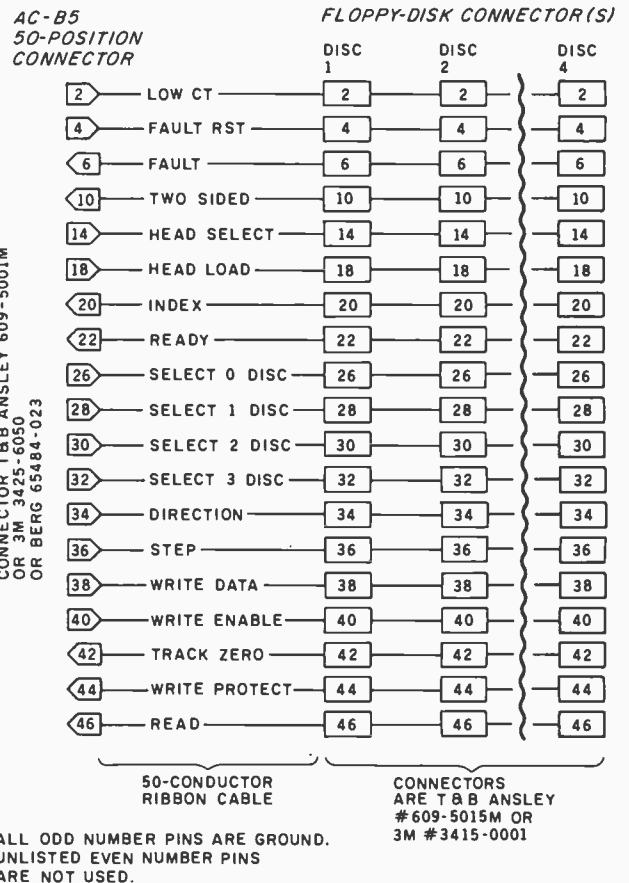 AC-B5
50-POSITION
CONNECTOR
FLOPPY-DISK CONNECTOR(S)
DISC 1 DISC 2 DISC 4
2 LOW CT 2 2 2
4 FAULT RST 4 4 4
6 FAULT 6 6 6
10 TWO SIDED 10 10 10
14 HEAD SELECT 14 14 14
18 HEAD LOAD 18 18 18
20 INDEX 20 20 20
22 READY 22 22 22
26 SELECT 0 DISC 26 26 26
28 SELECT 1 DISC 28 28 28
30 SELECT 2 DISC 30 30 30
32 SELECT 3 DISC 32 32 32
34 DIRECTION 34 34 34
36 STEP 36 36 36
38 WRITE DATA 38 38 38
40 WRITE ENABLE 40 40 40
42 TRACK ZERO 42 42 42
44 WRITE PROTECT 44 44 44
46 READ 46 46 46
CONNECTOR T&B ANSLEY 609-5001M
OR 3M 3425-6050
OR BERG 65484-023
50-CONDUCTOR
RIBBON CABLE
CONNECTORS
ARE T&B ANSLEY
#609-5015M OR
3M #3415-0001
ALL ODD NUMBER PINS ARE GROUND.
UNLISTED EVEN NUMBER PINS
ARE NOT USED.